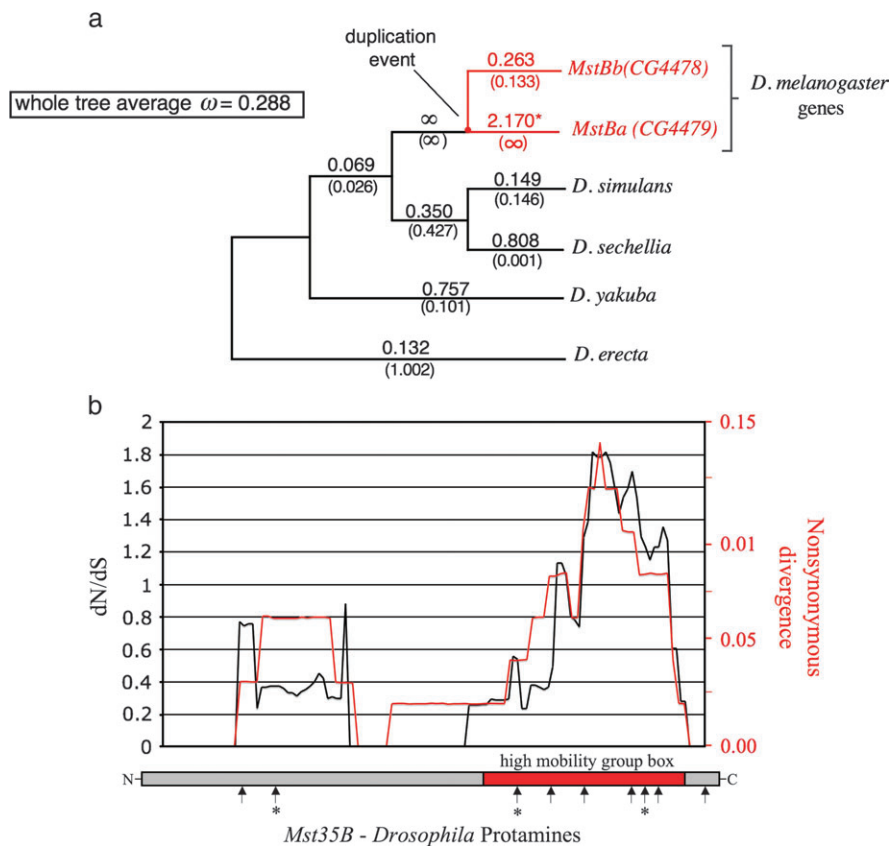 a
duplication
event
whole tree average ω = 0.288
0.263
(0.133)
MstBb(CG4478)
∞
(∞)
2.170*
(∞)
MstBa (CG4479)
D. melanogaster
genes
0.069
(0.026)
0.149
(0.146)
D. simulans
0.350
(0.427)
0.808
(0.001)
D. sechellia
0.757
(0.101)
D. yakuba
0.132
(1.002)
D. erecta
b
2
1.8
1.6
1.4
1.2
1
0.8
0.6
0.4
0.2
0
dN/dS
0.15
0.01
0.05
0.00
Nonsynonymous
divergence
high mobility group box
N
C
* * *
Mst35B - Drosophila Protamines